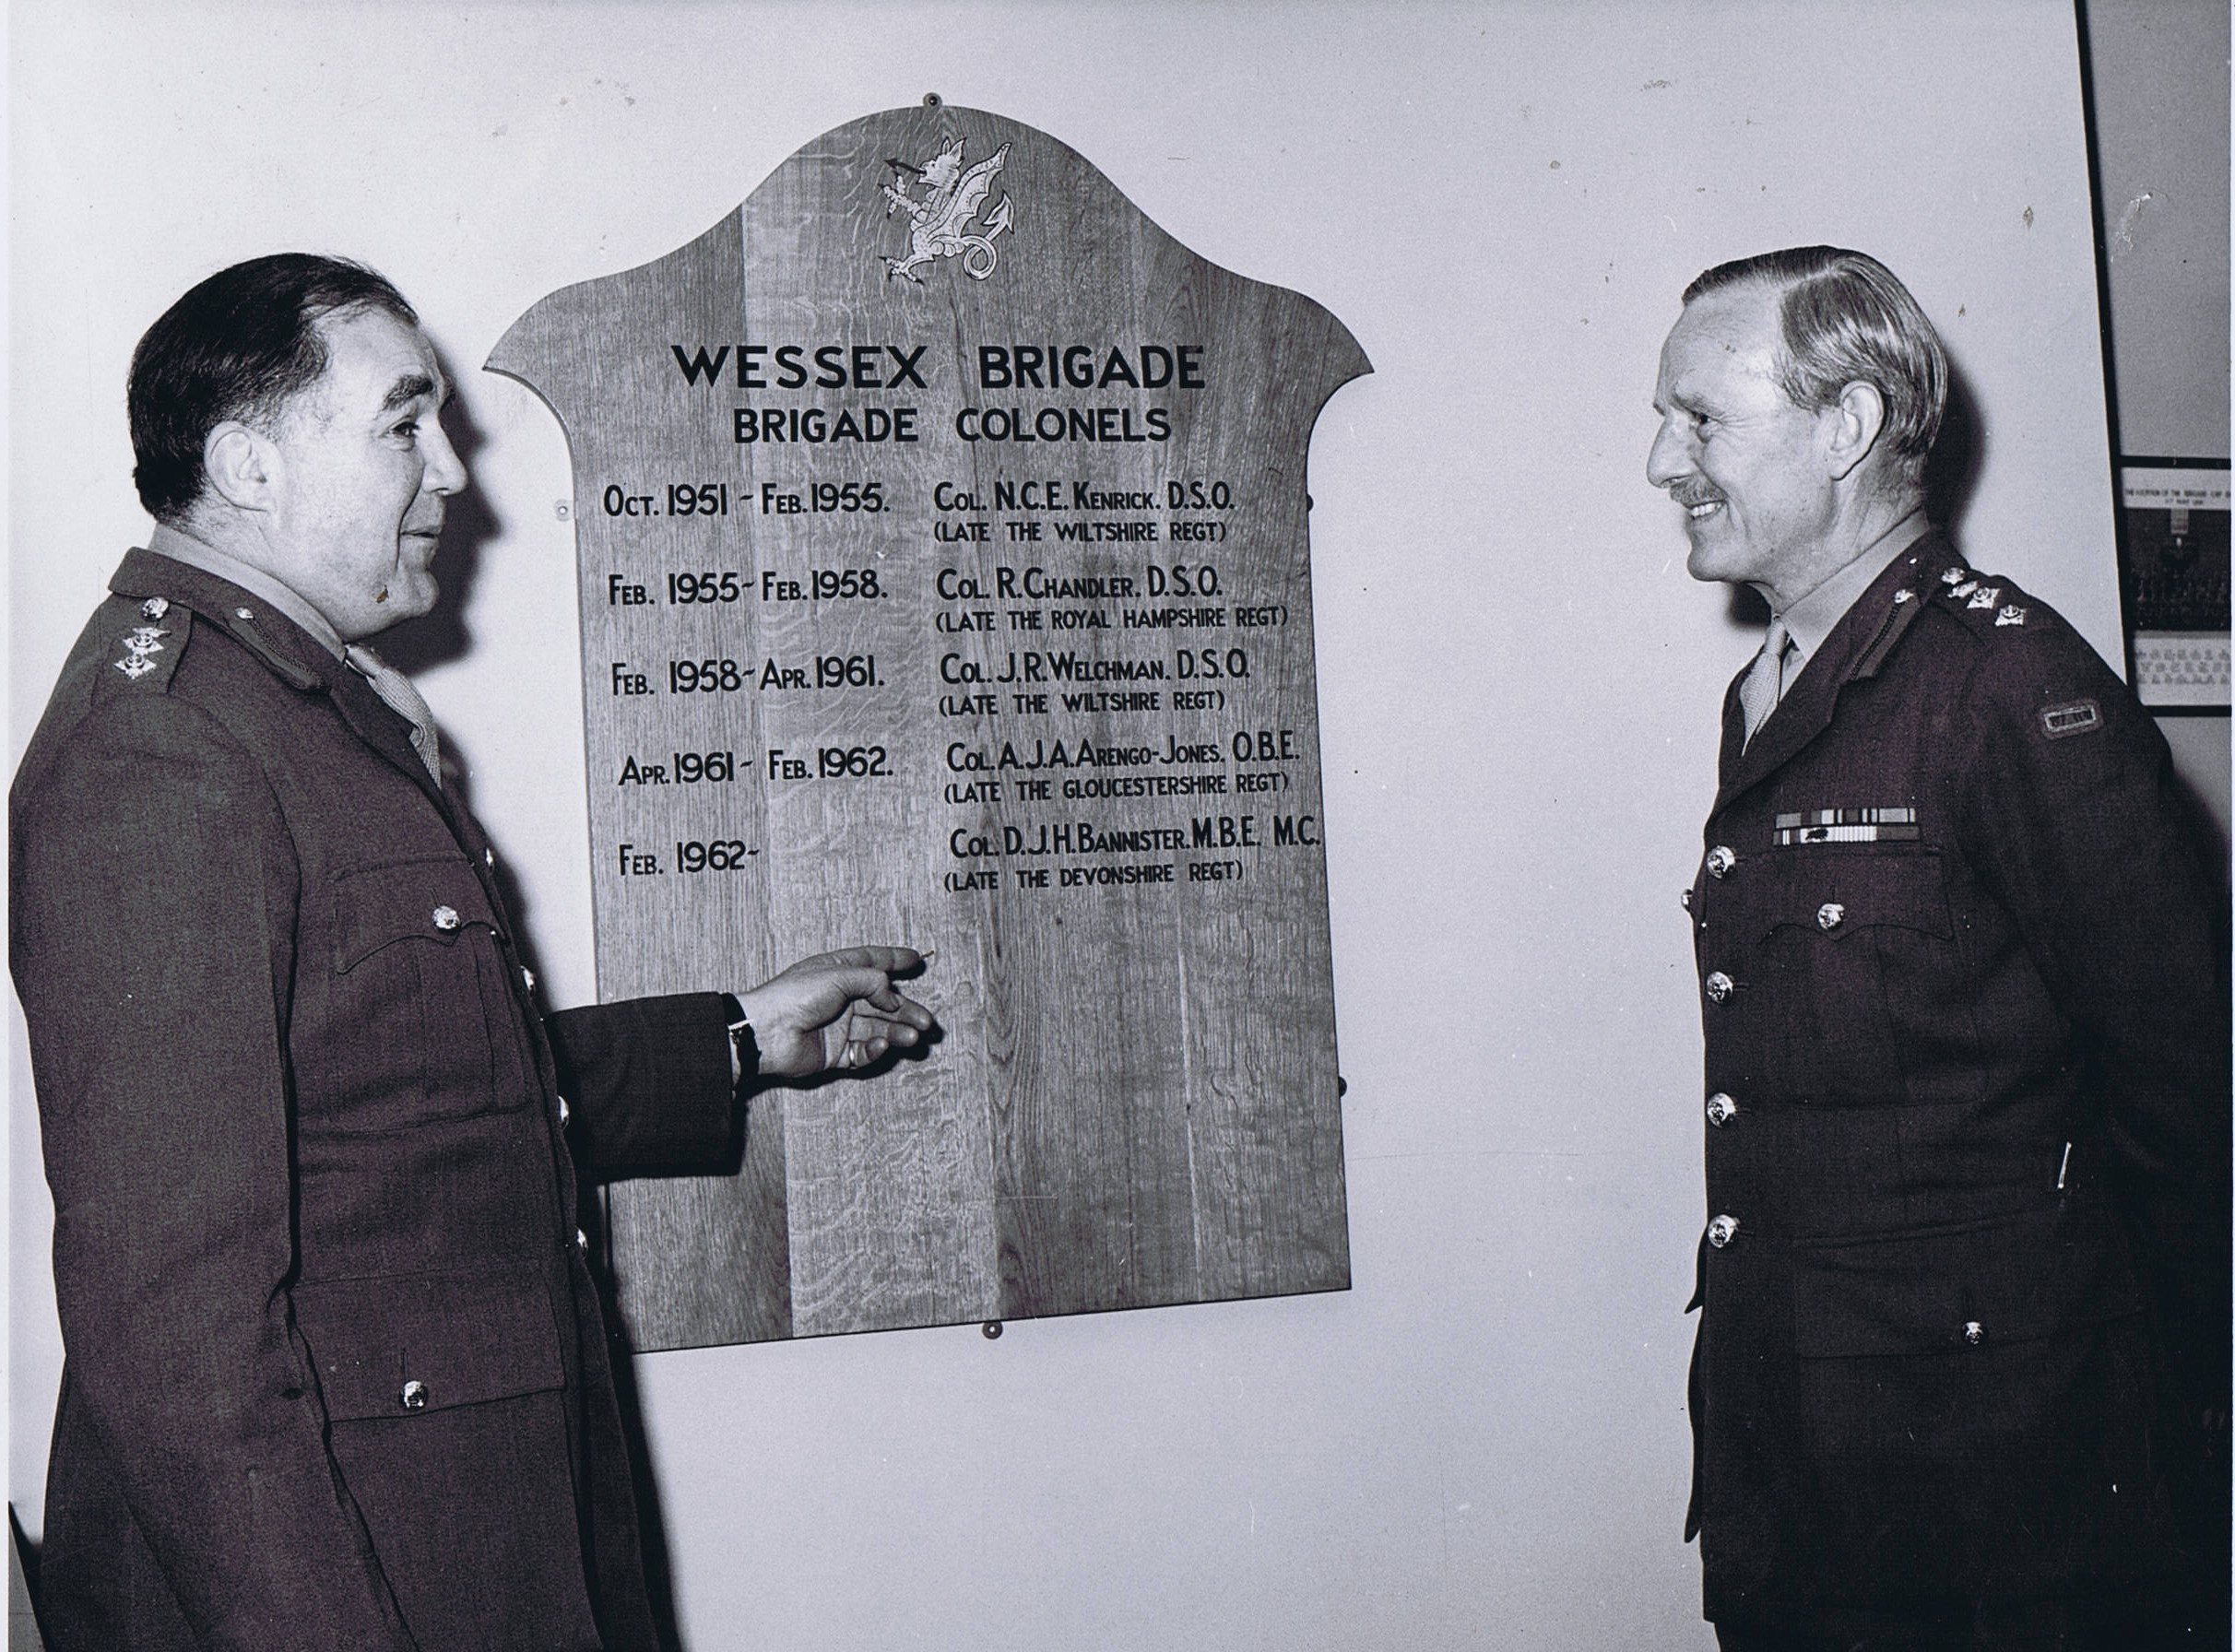 WESSEX BRIGADE
BRIGADE COLONELS
OCT. 1951 - FEB. 1955. COL. N.C.E. KENRICK. D.S.O.
(LATE THE WILTSHIRE REGT)
FEB. 1955 - FEB. 1958. COL. R. CHANDLER. D.S.O.
(LATE THE ROYAL HAMPSHIRE REGT)
FEB. 1958 - APR. 1961. COL. J.R. WELCHMAN. D.S.O.
(LATE THE WILTSHIRE REGT)
APR. 1961 - FEB. 1962. COL. A.J.A. ARENGO-JONES. O.B.E.
(LATE THE GLOUCESTERSHIRE REGT)
FEB. 1962- COL. D.J.H. BANNISTER. M.B.E. M.C.
(LATE THE DEVONSHIRE REGT)